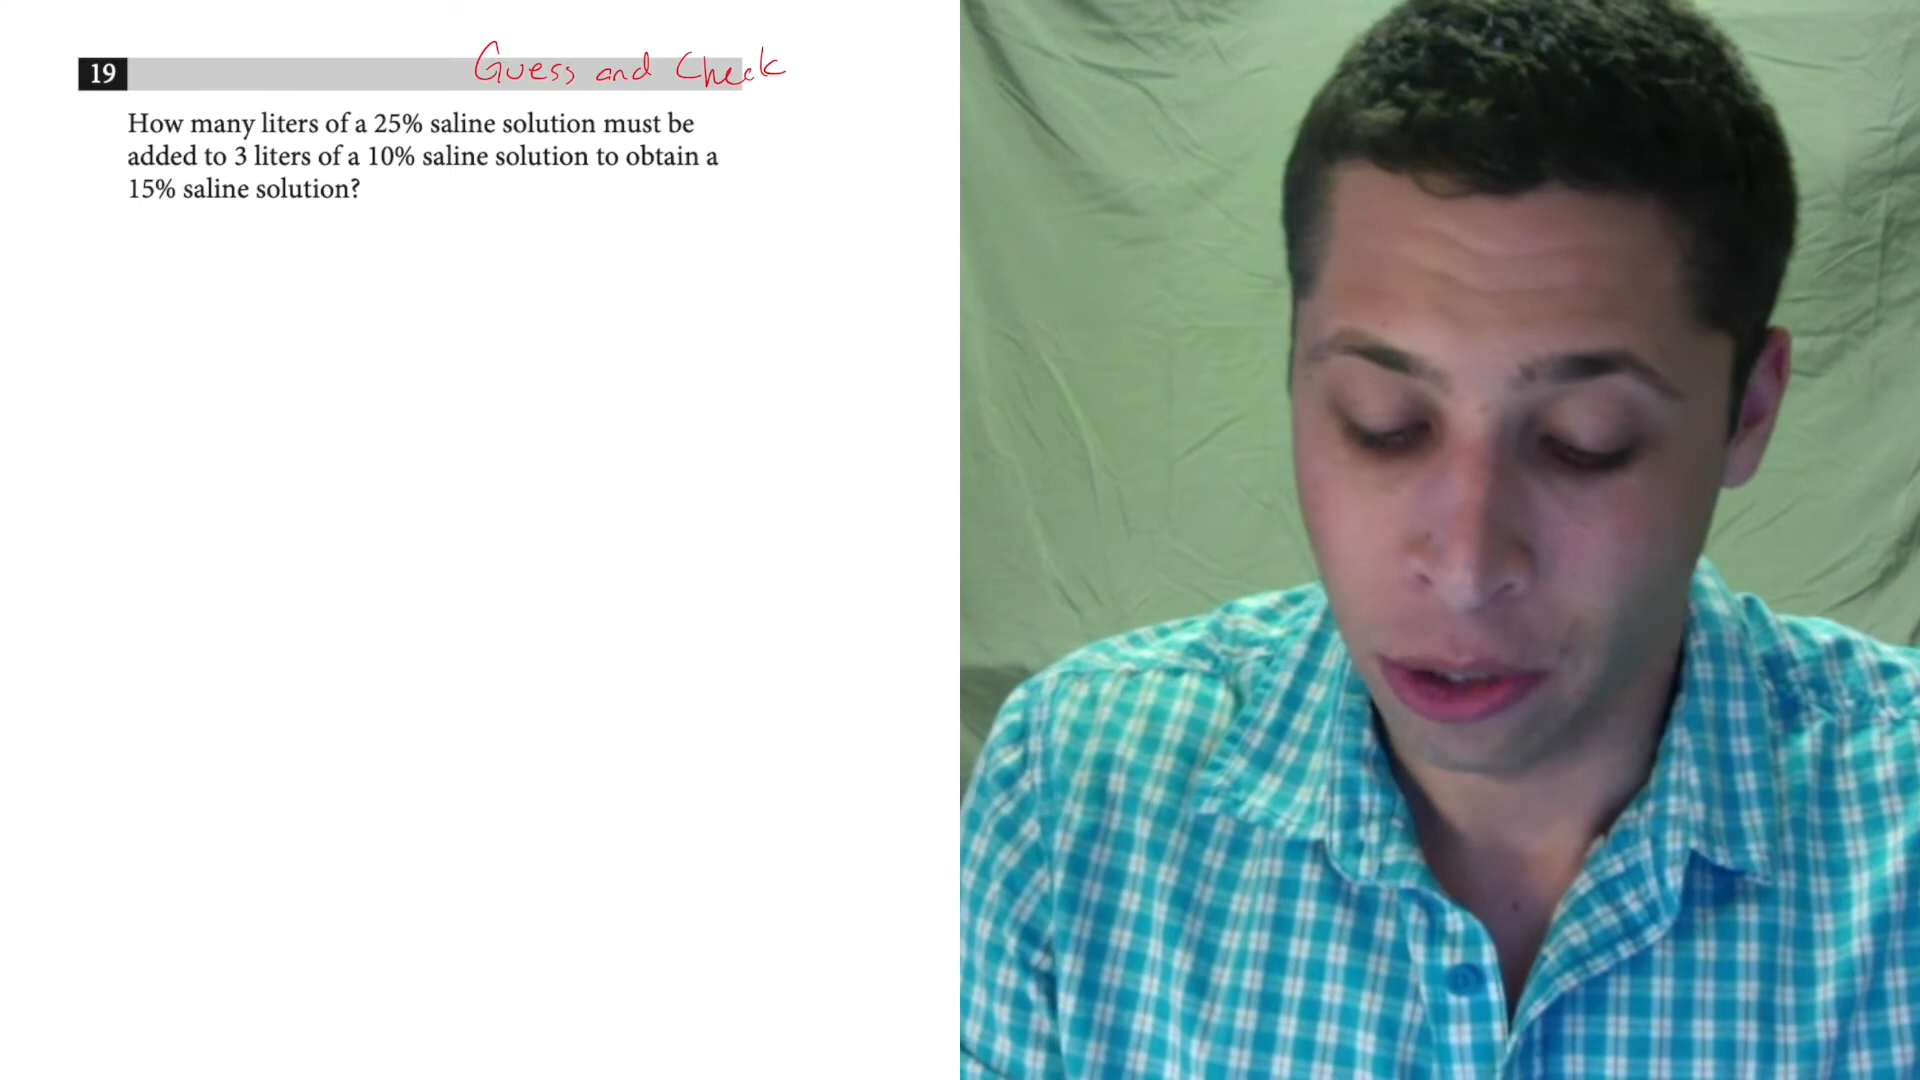 19 Guess and Check
How many liters of a 25% saline solution must be
added to 3 liters of a 10% saline solution to obtain a
15% saline solution?